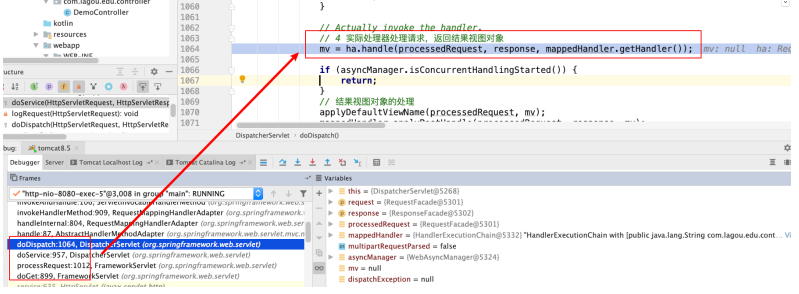 com.lagou.edu.controller
DemoController
kotlin
resources
webapp
WEB-INF
1060
1061
1062
1063
1064
1065
1066
1067
1068
1069
1070
1071
}
// Actually invoke the handler.
// 4 实际处理器处理请求，返回结果视图对象
mv = ha.handle(processedRequest, response, mappedHandler.getHandler()); mv: null ha: Req
if (asyncManager.isConcurrentHandlingStarted()) {
return;
}
// 结果视图对象的处理
applyDefaultViewName(processedRequest, mv);
DispatcherServlet › doDispatch()
ucture
doService(HttpServletRequest, HttpServletResp
logRequest(HttpServletRequest): void
doDispatch(HttpServletRequest, HttpServletRe
bug: tomcat8.5
Debugger Server Tomcat Localhost Log Tomcat Catalina Log
Frames
"http-nio-8080-exec-5"@3,008 in group "main": RUNNING
invokeHandlerMethod:909, RequestMappingHandlerAdapter (org.springframework.
handleInternal:804, RequestMappingHandlerAdapter (org.springframework.web.ser
handle:87, AbstractHandlerMethodAdapter (org.springframework.web.servlet.mvc.n
doDispatch:1064, DispatcherServlet (org.springframework.web.servlet)
doService:957, DispatcherServlet (org.springframework.web.servlet)
processRequest:1012, FrameworkServlet (org.springframework.web.servlet)
doGet:899, FrameworkServlet (org.springframework.web.servlet)
service:635, HttpServlet (javax.servlet.http)
Variables
this = {DispatcherServlet@5268}
request = {RequestFacade@5301}
response = {ResponseFacade@5302}
processedRequest = {RequestFacade@5301}
mappedHandler = {HandlerExecutionChain@5332} "HandlerExecutionChain with [public java.lang.String com.lagou.edu.cont... Vi
multipartRequestParsed = false
asyncManager = {WebAsyncManager@5324}
mv = null
dispatchException = null